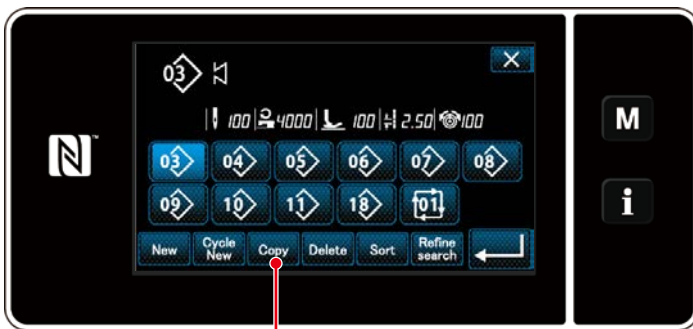 03
100 4000 100 2.50 100
03 04 05 06 07 08
09 10 11 18 01
New Cycle New Copy Delete Sort Refine search
N
M
i